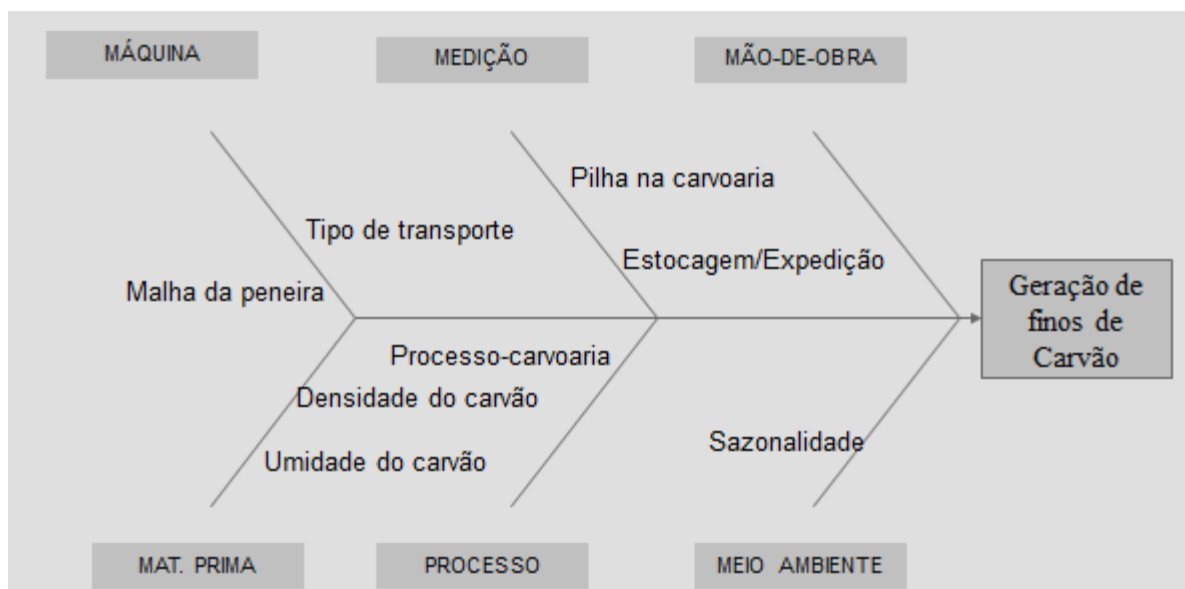 MÁQUINA
MEDIÇÃO
MÃO-DE-OBRA
Pilha na carvoaria
Tipo de transporte
Estocagem/Expedição
Malha da peneira
Geração de
finos de
Carvão
Processo-carvoaria
Densidade do carvão
Sazonalidade
Umidade do carvão
MAT. PRIMA
PROCESSO
MEIO AMBIENTE